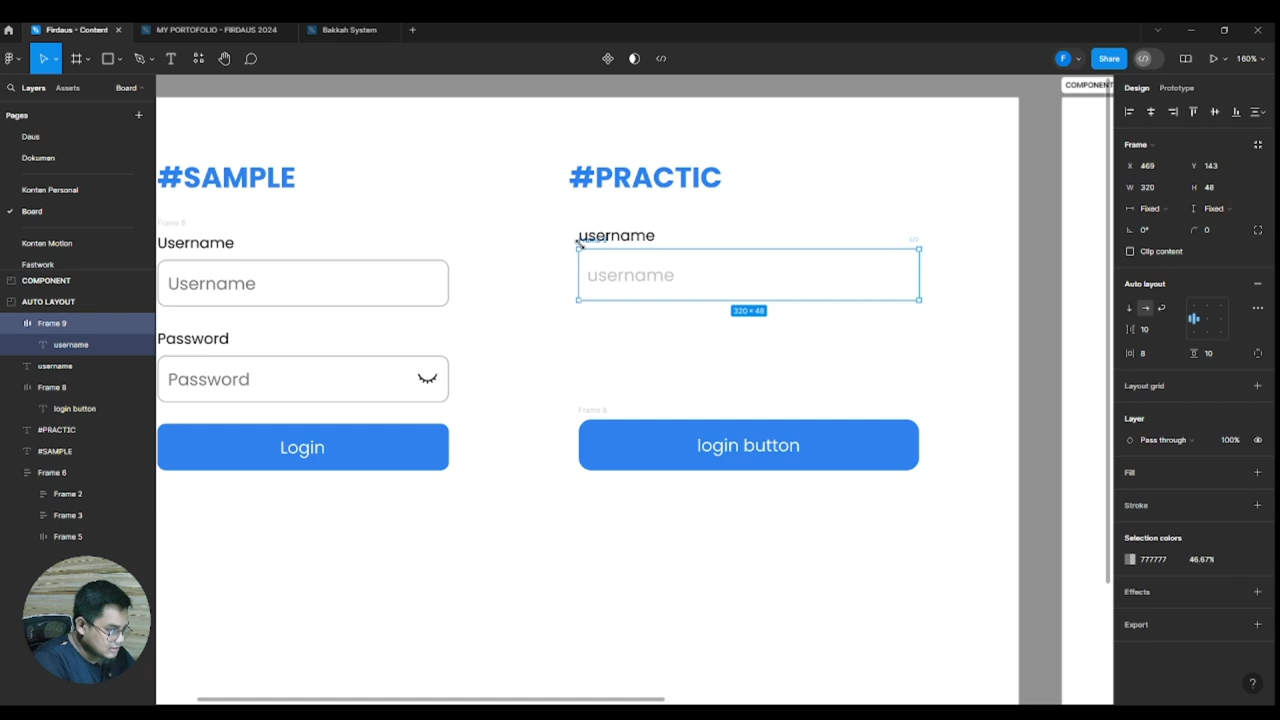 Firdaus - Content
MY PORTOFOLIO - FIRDAUS 2024
Bakkah System
F
Share
160%
Layers
Assets
Board
Pages
Daus
Dokumen
Konten Personal
Board
Konten Motion
Fastwork
COMPONENT
AUTO LAYOUT
Frame 9
username
username
Frame 8
login button
#PRACTIC
#SAMPLE
Frame 6
Frame 2
Frame 3
Frame 5
#SAMPLE
Frame 6
Username
Username
Password
Password
Login
#PRACTIC
username
username
320 × 48
Frame 8
login button
COMPONENT
Design
Prototype
Frame
X 469
Y 143
W 320
H 48
Fixed
Fixed
0°
0
Clip content
Auto layout
10
8
10
Layout grid
Layer
Pass through
100%
Fill
Stroke
Selection colors
777777
46.67%
Effects
Export
?